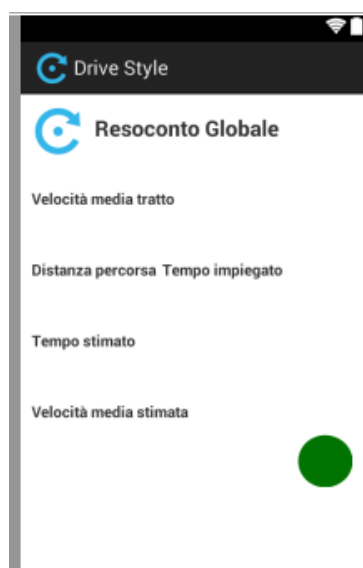 Drive Style
Resoconto Globale
Velocità media tratto
Distanza percorsa Tempo impiegato
Tempo stimato
Velocità media stimata